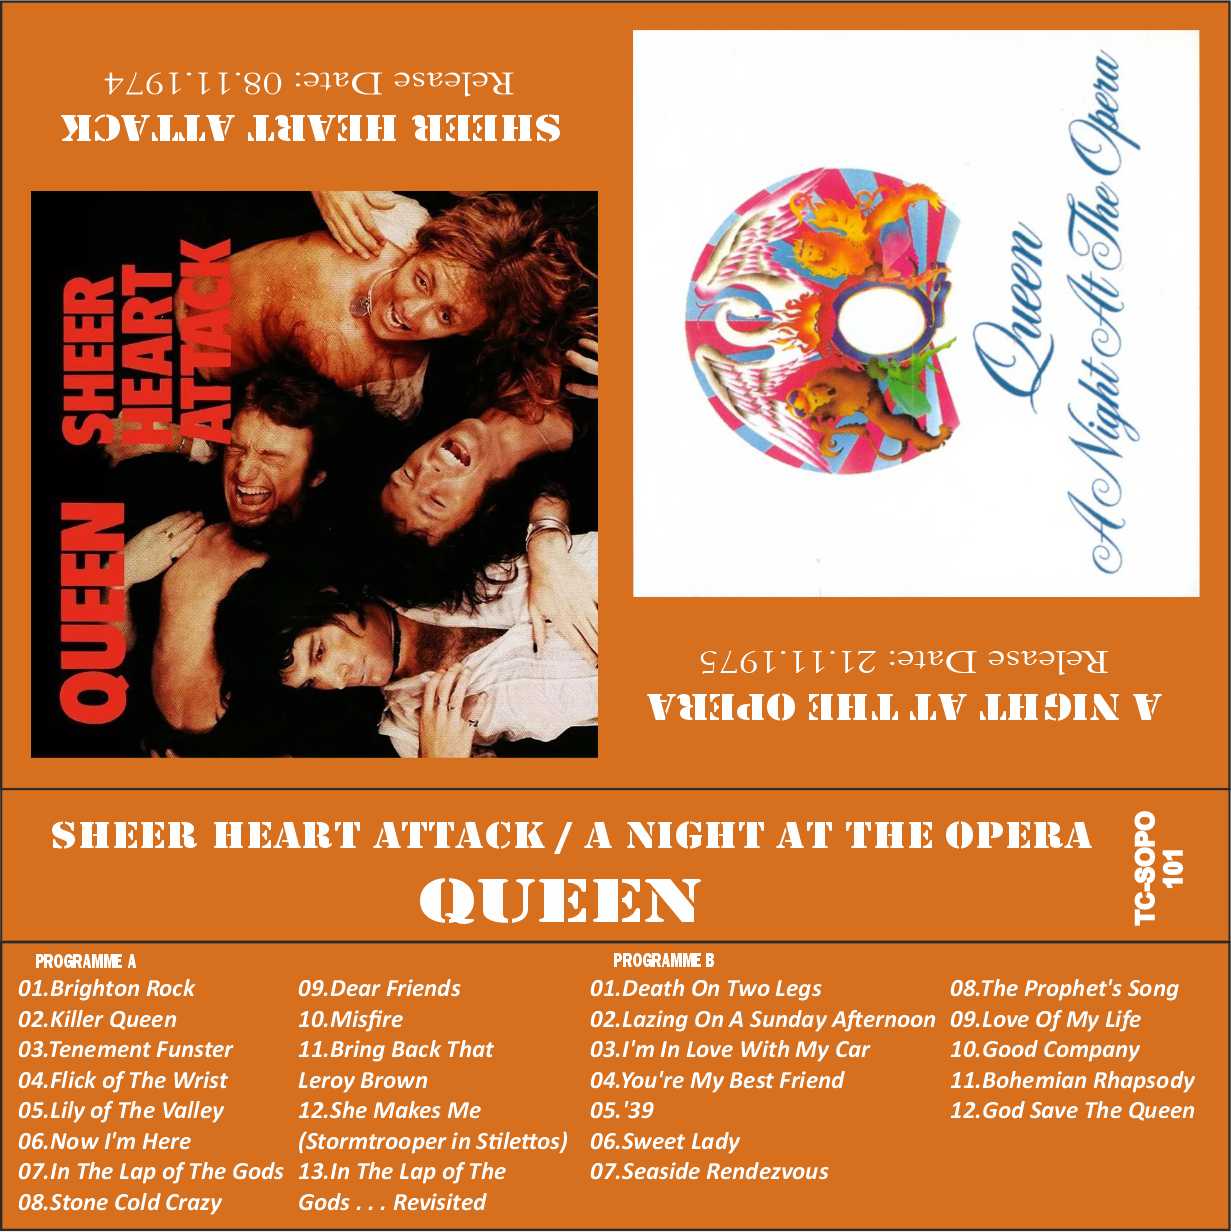 Release Date: 08.11.1974
SHEER HEART ATTACK
QUEEN
SHEER
HEART
ATTACK
Queen
A Night At The Opera
Release Date: 21.11.1975
A NIGHT AT THE OPERA
SHEER HEART ATTACK / A NIGHT AT THE OPERA
QUEEN
TC-SOPO
101
PROGRAMME A
01.Brighton Rock
02.Killer Queen
03.Tenement Funster
04.Flick of The Wrist
05.Lily of The Valley
06.Now I'm Here
07.In The Lap of The Gods
08.Stone Cold Crazy
09.Dear Friends
10.Misfire
11.Bring Back That
Leroy Brown
12.She Makes Me
(Stormtrooper in Stilettos)
13.In The Lap of The
Gods . . . Revisited
PROGRAMME B
01.Death On Two Legs
02.Lazing On A Sunday Afternoon
03.I'm In Love With My Car
04.You're My Best Friend
05.'39
06.Sweet Lady
07.Seaside Rendezvous
08.The Prophet's Song
09.Love Of My Life
10.Good Company
11.Bohemian Rhapsody
12.God Save The Queen